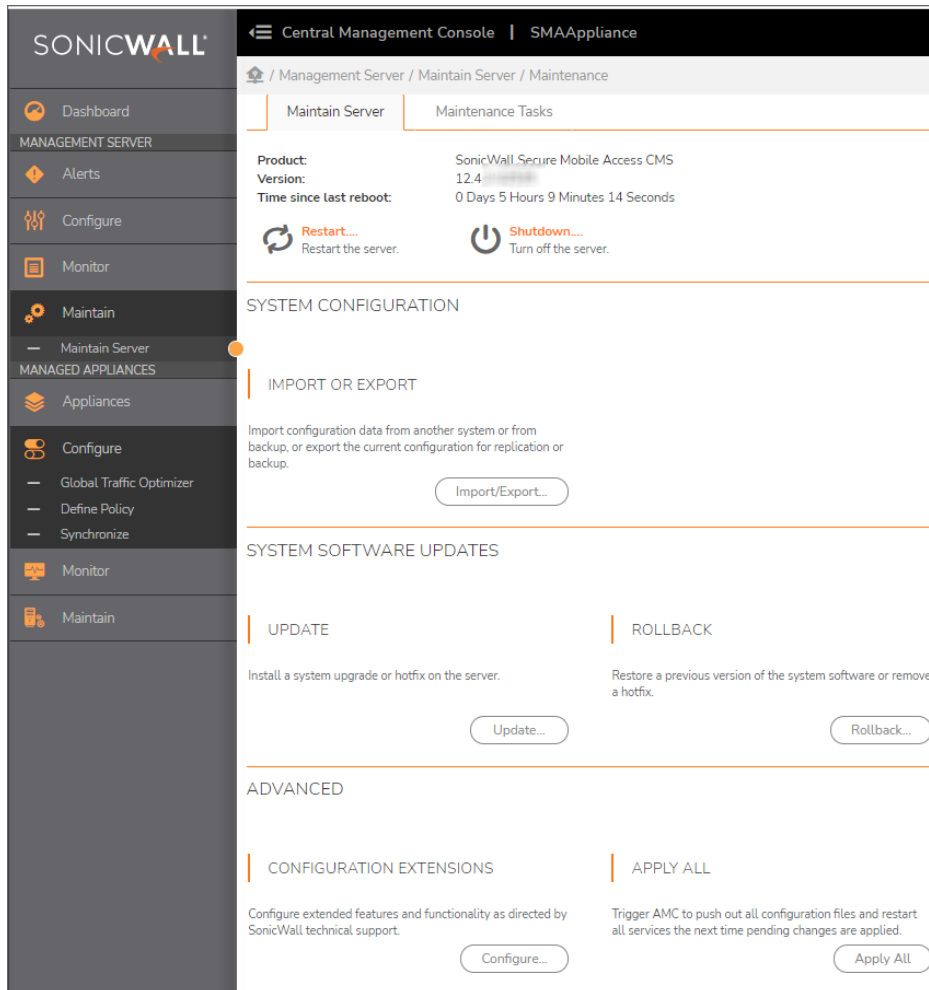 SONICWALL
Central Management Console | SMAAppliance
/ Management Server / Maintain Server / Maintenance
Dashboard
MANAGEMENT SERVER
Alerts
Configure
Monitor
Maintain
Maintain Server
MANAGED APPLIANCES
Appliances
Configure
Global Traffic Optimizer
Define Policy
Synchronize
Monitor
Maintain
Maintain Server
Maintenance Tasks
Product: SonicWall Secure Mobile Access CMS
Version: 12.4
Time since last reboot: 0 Days 5 Hours 9 Minutes 14 Seconds
Restart....
Restart the server.
Shutdown....
Turn off the server.
SYSTEM CONFIGURATION
IMPORT OR EXPORT
Import configuration data from another system or from
backup, or export the current configuration for replication or
backup.
Import/Export...
SYSTEM SOFTWARE UPDATES
UPDATE
Install a system upgrade or hotfix on the server.
Update...
ROLLBACK
Restore a previous version of the system software or remove
a hotfix.
Rollback...
ADVANCED
CONFIGURATION EXTENSIONS
Configure extended features and functionality as directed by
SonicWall technical support.
Configure...
APPLY ALL
Trigger AMC to push out all configuration files and restart
all services the next time pending changes are applied.
Apply All